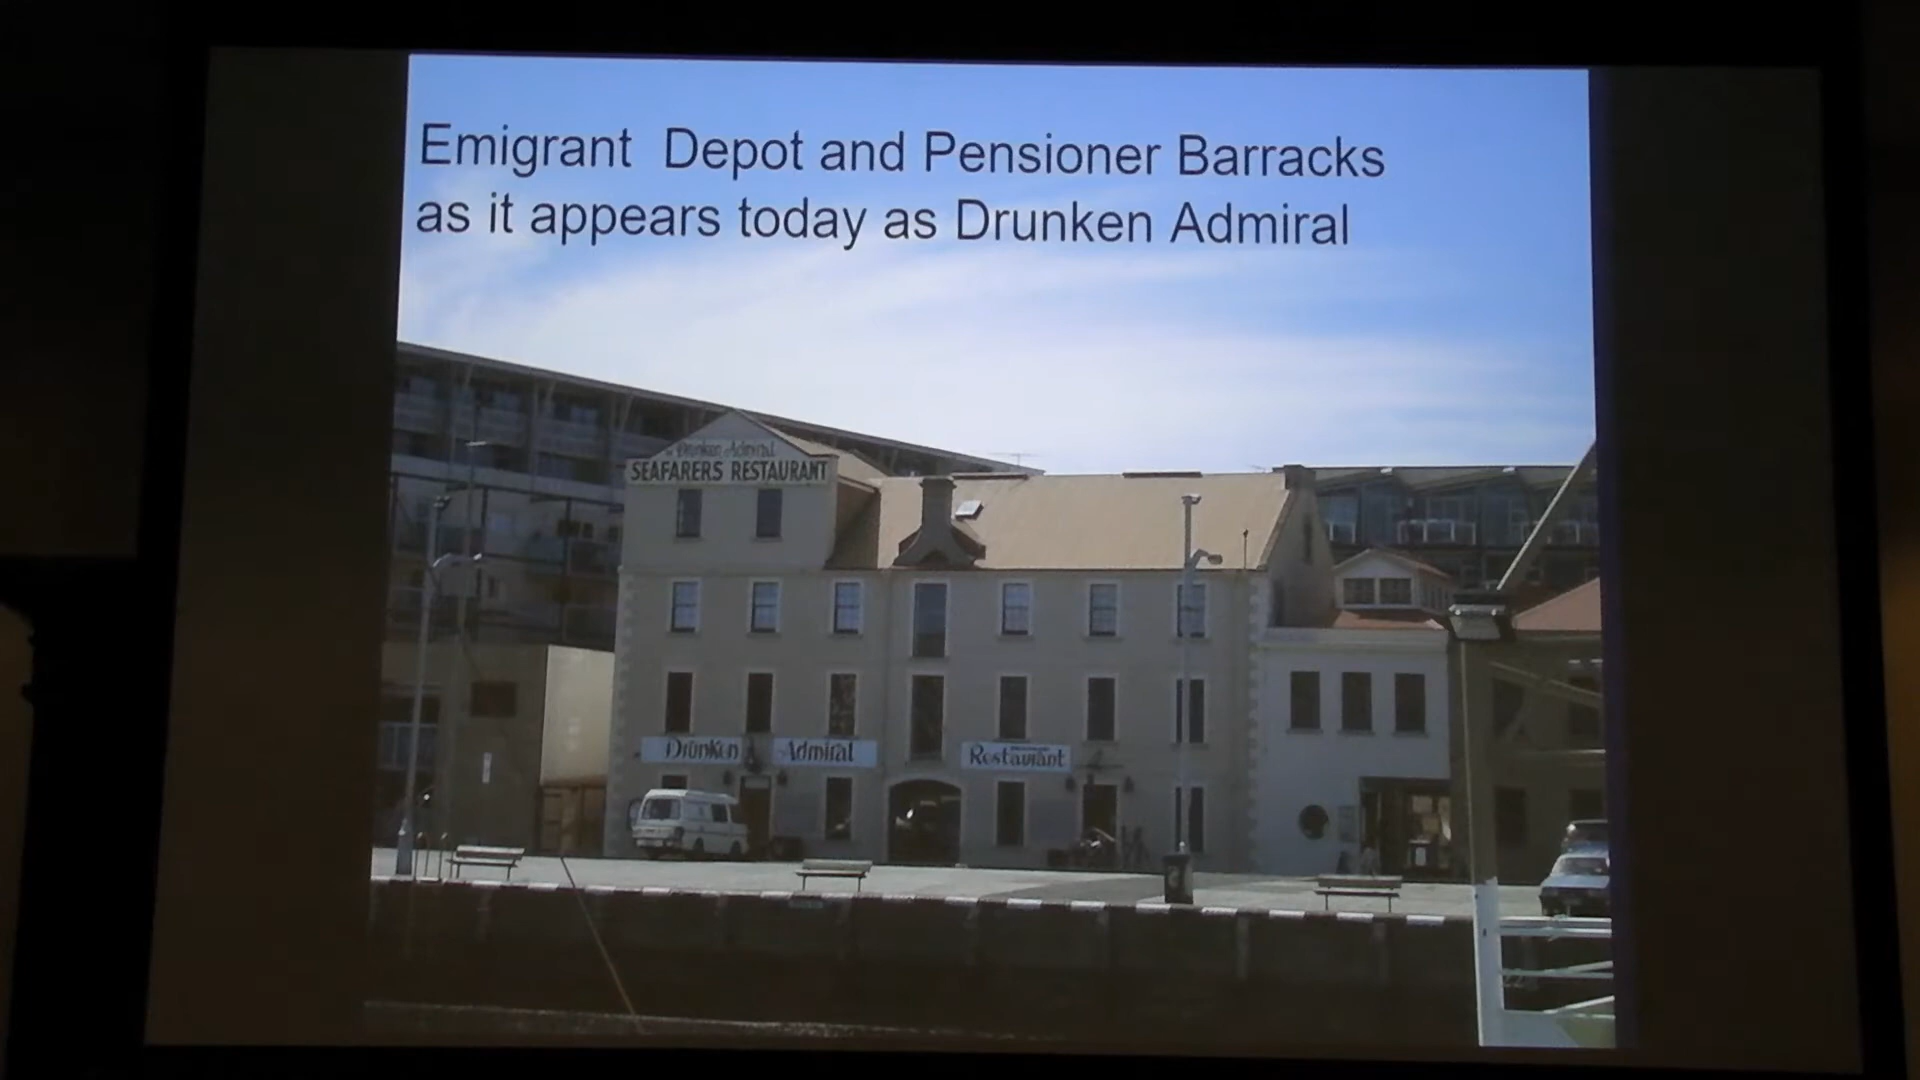 Emigrant Depot and Pensioner Barracks
as it appears today as Drunken Admiral
Drunken Admiral
SEAFARERS RESTAURANT
Drunken Admiral
Restaurant